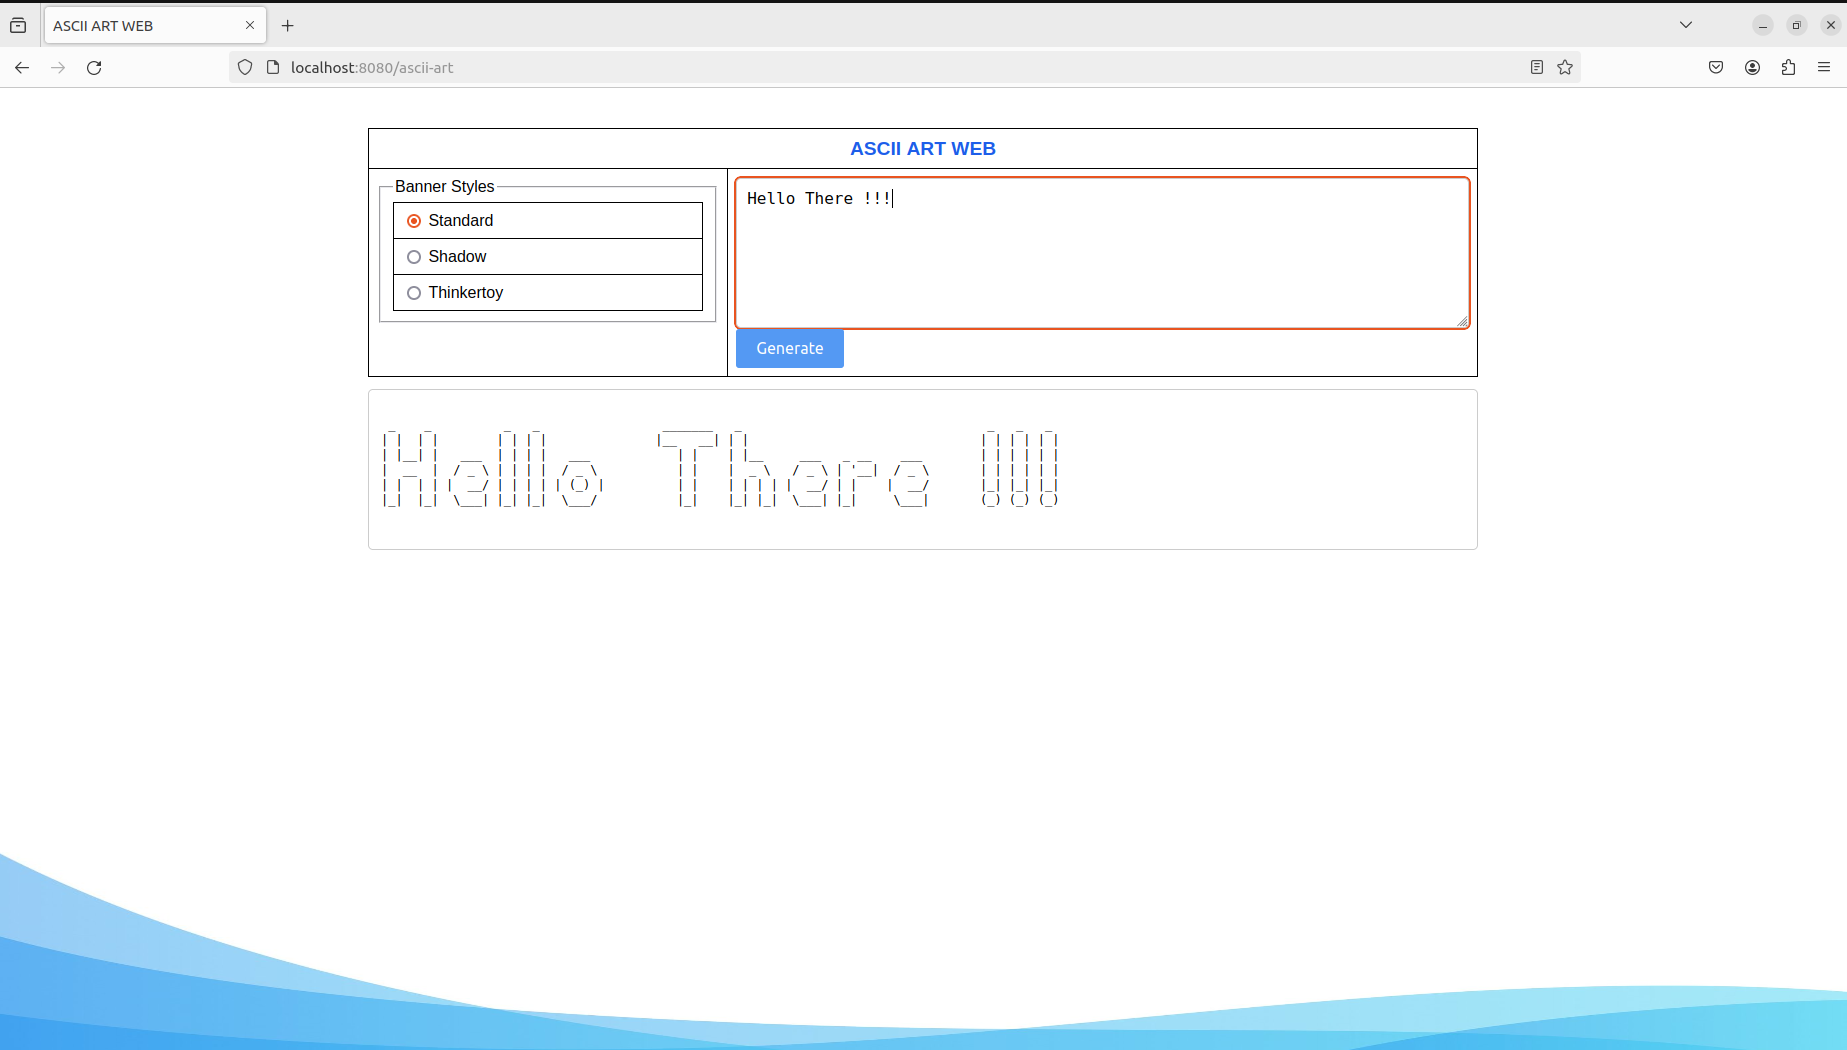 ASCII ART WEB
localhost:8080/ascii-art
ASCII ART WEB
Banner Styles
Standard
Shadow
Thinkertoy
Hello There !!!
Generate
Hello There !!!